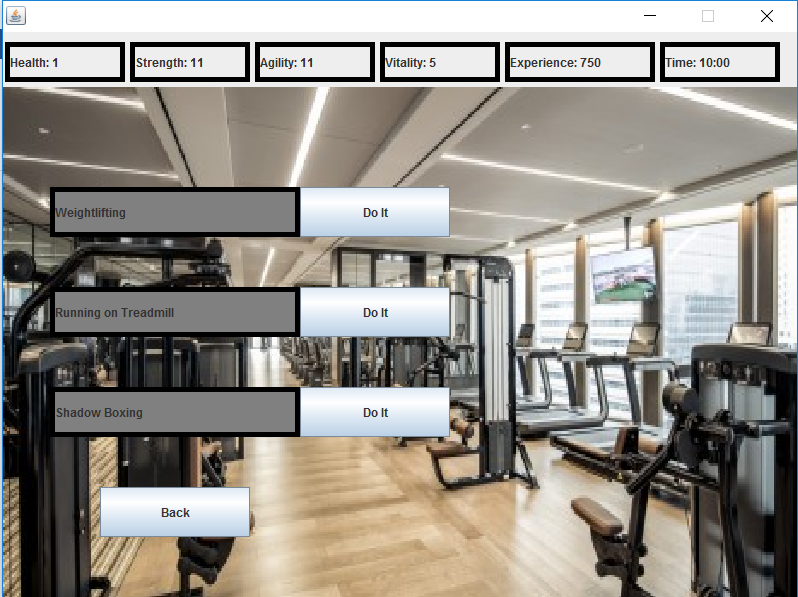 Health: 1
Strength: 11
Agility: 11
Vitality: 5
Experience: 750
Time: 10:00
Weightlifting
Do It
Running on Treadmill
Do It
Shadow Boxing
Do It
Back